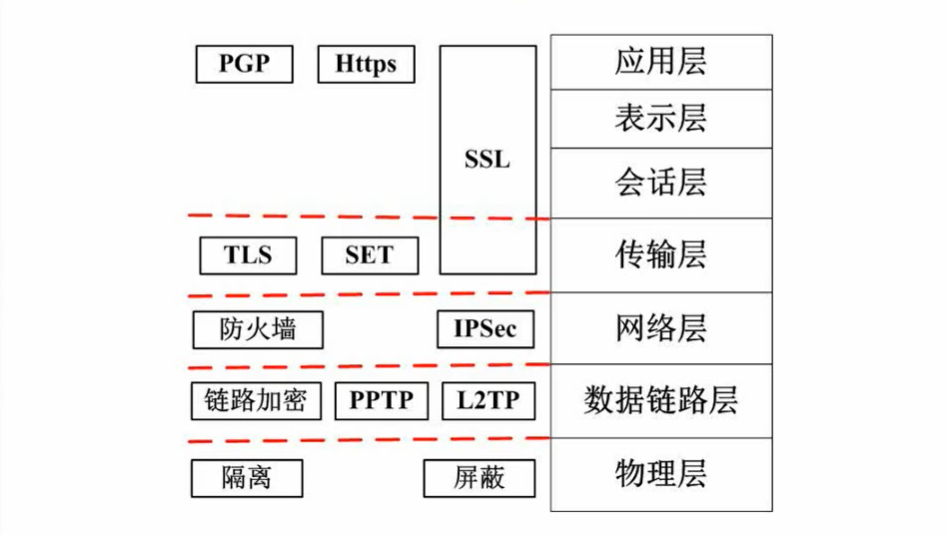 PGP Https 应用层
表示层
SSL
会话层
TLS SET 传输层
防火墙 IPSec 网络层
链路加密 PPTP L2TP 数据链路层
隔离 屏蔽 物理层